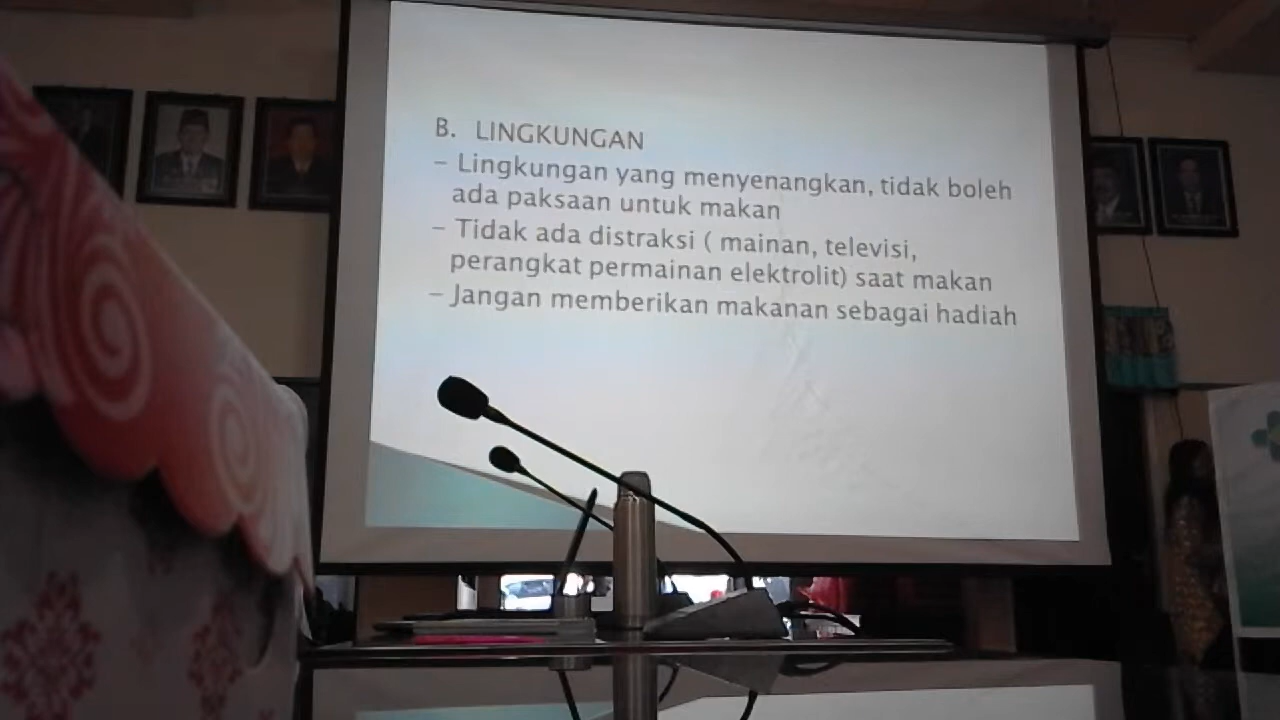 B. LINGKUNGAN
– Lingkungan yang menyenangkan, tidak boleh
ada paksaan untuk makan
– Tidak ada distraksi ( mainan, televisi,
perangkat permainan elektrolit) saat makan
– Jangan memberikan makanan sebagai hadiah